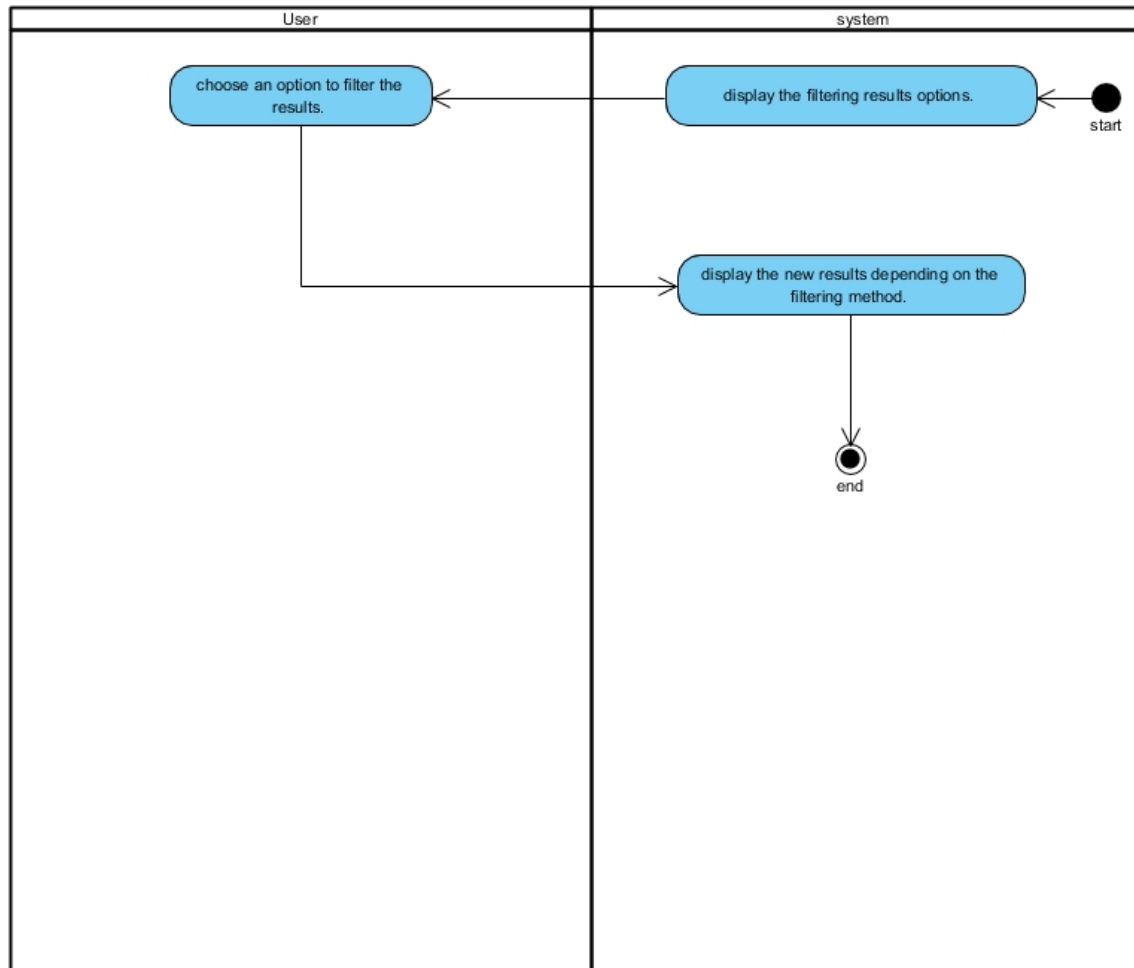 User
system
choose an option to filter the
results.
display the filtering results options.
start
display the new results depending on the
filtering method.
end